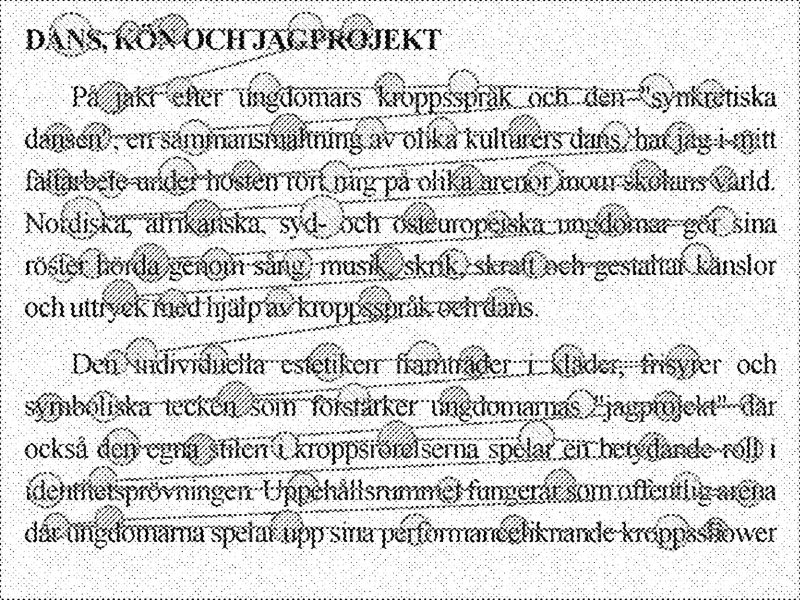 DANS, KÖN OCH JAGPROJEKT
På jakt efter ungdomars kroppsspråk och den "synkretiska
dansen", en sammansmältning av olika kulturers dans, har jag i mitt
fältarbete under hösten rört mig på olika arenor inom skolans värld.
Nordiska, afrikanska, syd- och östeuropeiska ungdomar gör sina
röster hörda genom sång, musik, skrik, skratt och gestaltar känslor
och uttryck med hjälp av kroppsspråk och dans.
Den individuella estetiken framträder i kläder, frisyrer och
symboliska tecken som förstärker ungdomarnas "jagprojekt" där
också den egna stilen i kroppsrörelserna spelar en betydande roll i
identitetsprövningen. Uppehållsrummet fungerar som offentlig arena
där ungdomarna spelar upp sina performanceliknande kroppsshower